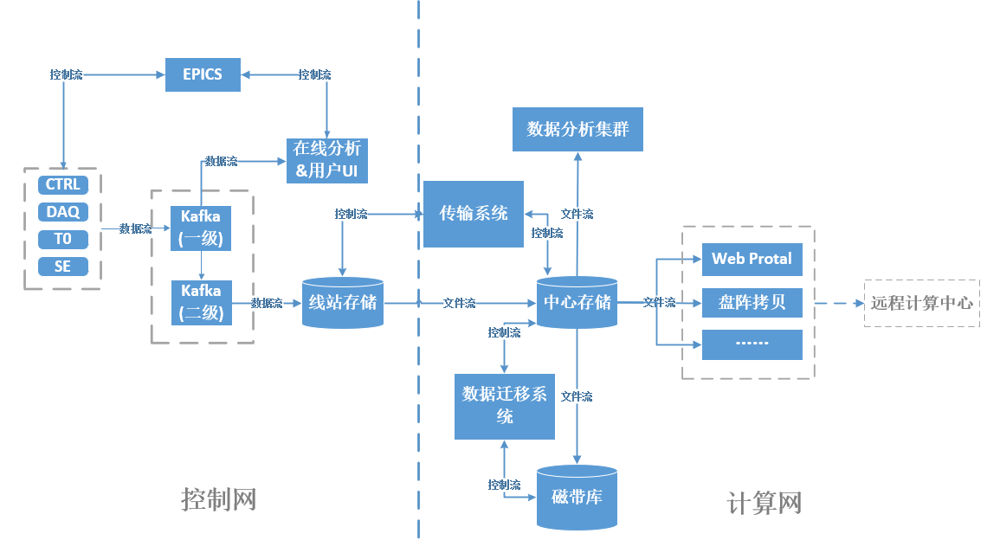 控制流
EPICS
控制流
数据分析集群
在线分析
&用户UI
数据流
CTRL
DAQ
T0
SE
数据流
Kafka
(一级)
Kafka
(二级)
数据流
控制流
传输系统
控制流
文件流
线站存储
文件流
中心存储
文件流
Web Protal
盘阵拷贝
······
远程计算中心
控制流
数据迁移系
统
文件流
控制流
磁带库
控制网
计算网